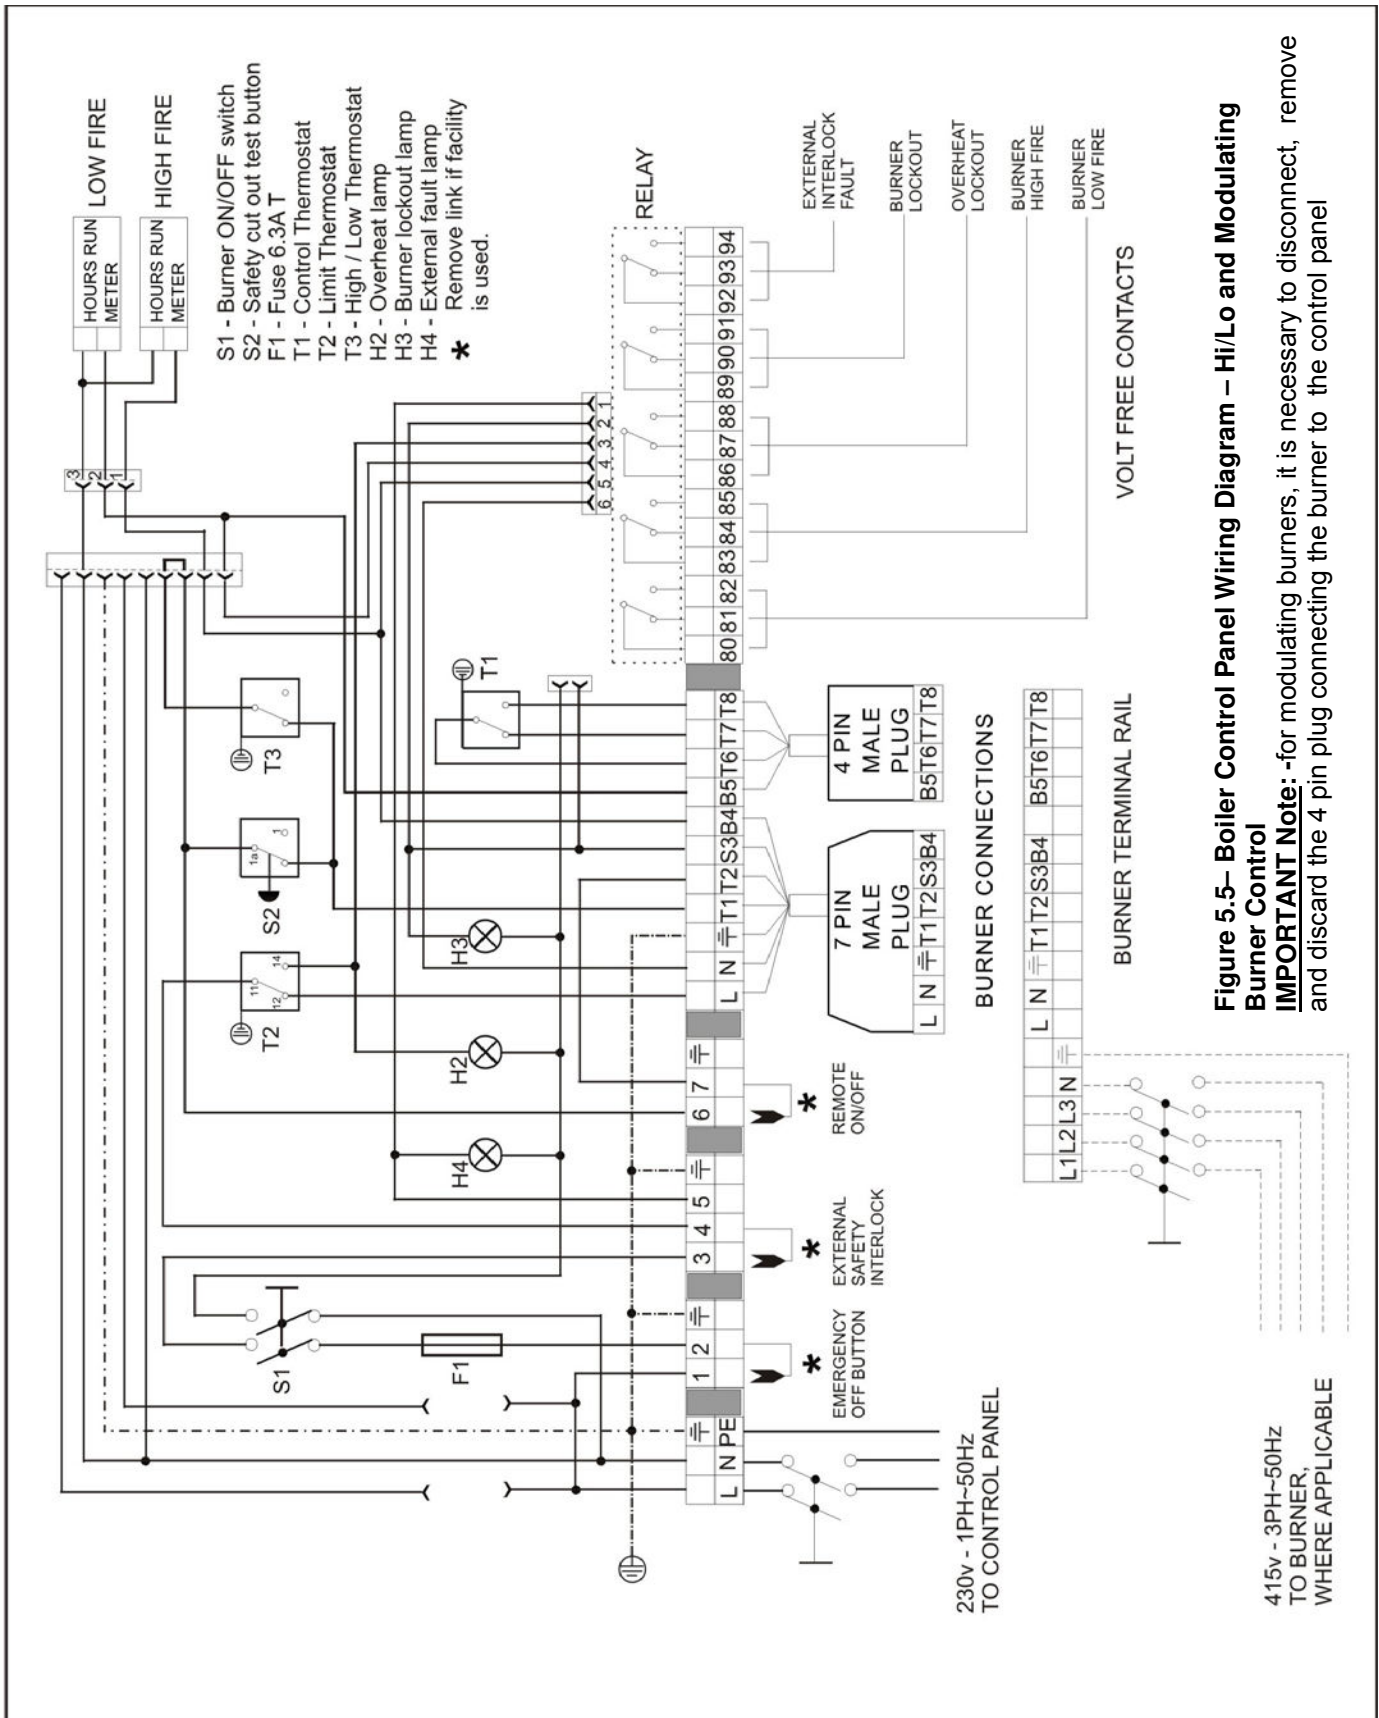 LOW FIRE
HOURS RUN
METER
HIGH FIRE
HOURS RUN
METER
S1 - Burner ON/OFF switch
S2 - Safety cut out test button
F1 - Fuse 6.3A T
T1 - Control Thermostat
T2 - Limit Thermostat
T3 - High / Low Thermostat
H2 - Overheat lamp
H3 - Burner lockout lamp
H4 - External fault lamp
* Remove link if facility
is used.
3
2
1
T3
S2
1a
1
T2
11
12
14
S1
F1
H4
H2
H3
T1
6 5 4 3 2 1
RELAY
L N PE
1 2
3 4 5
6 7
L N T1 T2 S3 B4 B5 T6 T7 T8
80 81 82 83 84 85 86 87 88 89 90 91 92 93 94
*
EMERGENCY
OFF BUTTON
*
EXTERNAL
SAFETY
INTERLOCK
*
REMOTE
ON/OFF
7 PIN
MALE
PLUG
L N T1 T2 S3 B4
4 PIN
MALE
PLUG
B5 T6 T7 T8
BURNER CONNECTIONS
EXTERNAL
INTERLOCK
FAULT
BURNER
LOCKOUT
OVERHEAT
LOCKOUT
BURNER
HIGH FIRE
BURNER
LOW FIRE
VOLT FREE CONTACTS
230v - 1PH~50Hz
TO CONTROL PANEL
L N T1 T2 S3 B4 B5 T6 T7 T8
L1 L2 L3 N
BURNER TERMINAL RAIL
415v - 3PH~50Hz
TO BURNER,
WHERE APPLICABLE
Figure 5.5– Boiler Control Panel Wiring Diagram – Hi/Lo and Modulating
Burner Control
IMPORTANT Note: -for modulating burners, it is necessary to disconnect, remove
and discard the 4 pin plug connecting the burner to the control panel